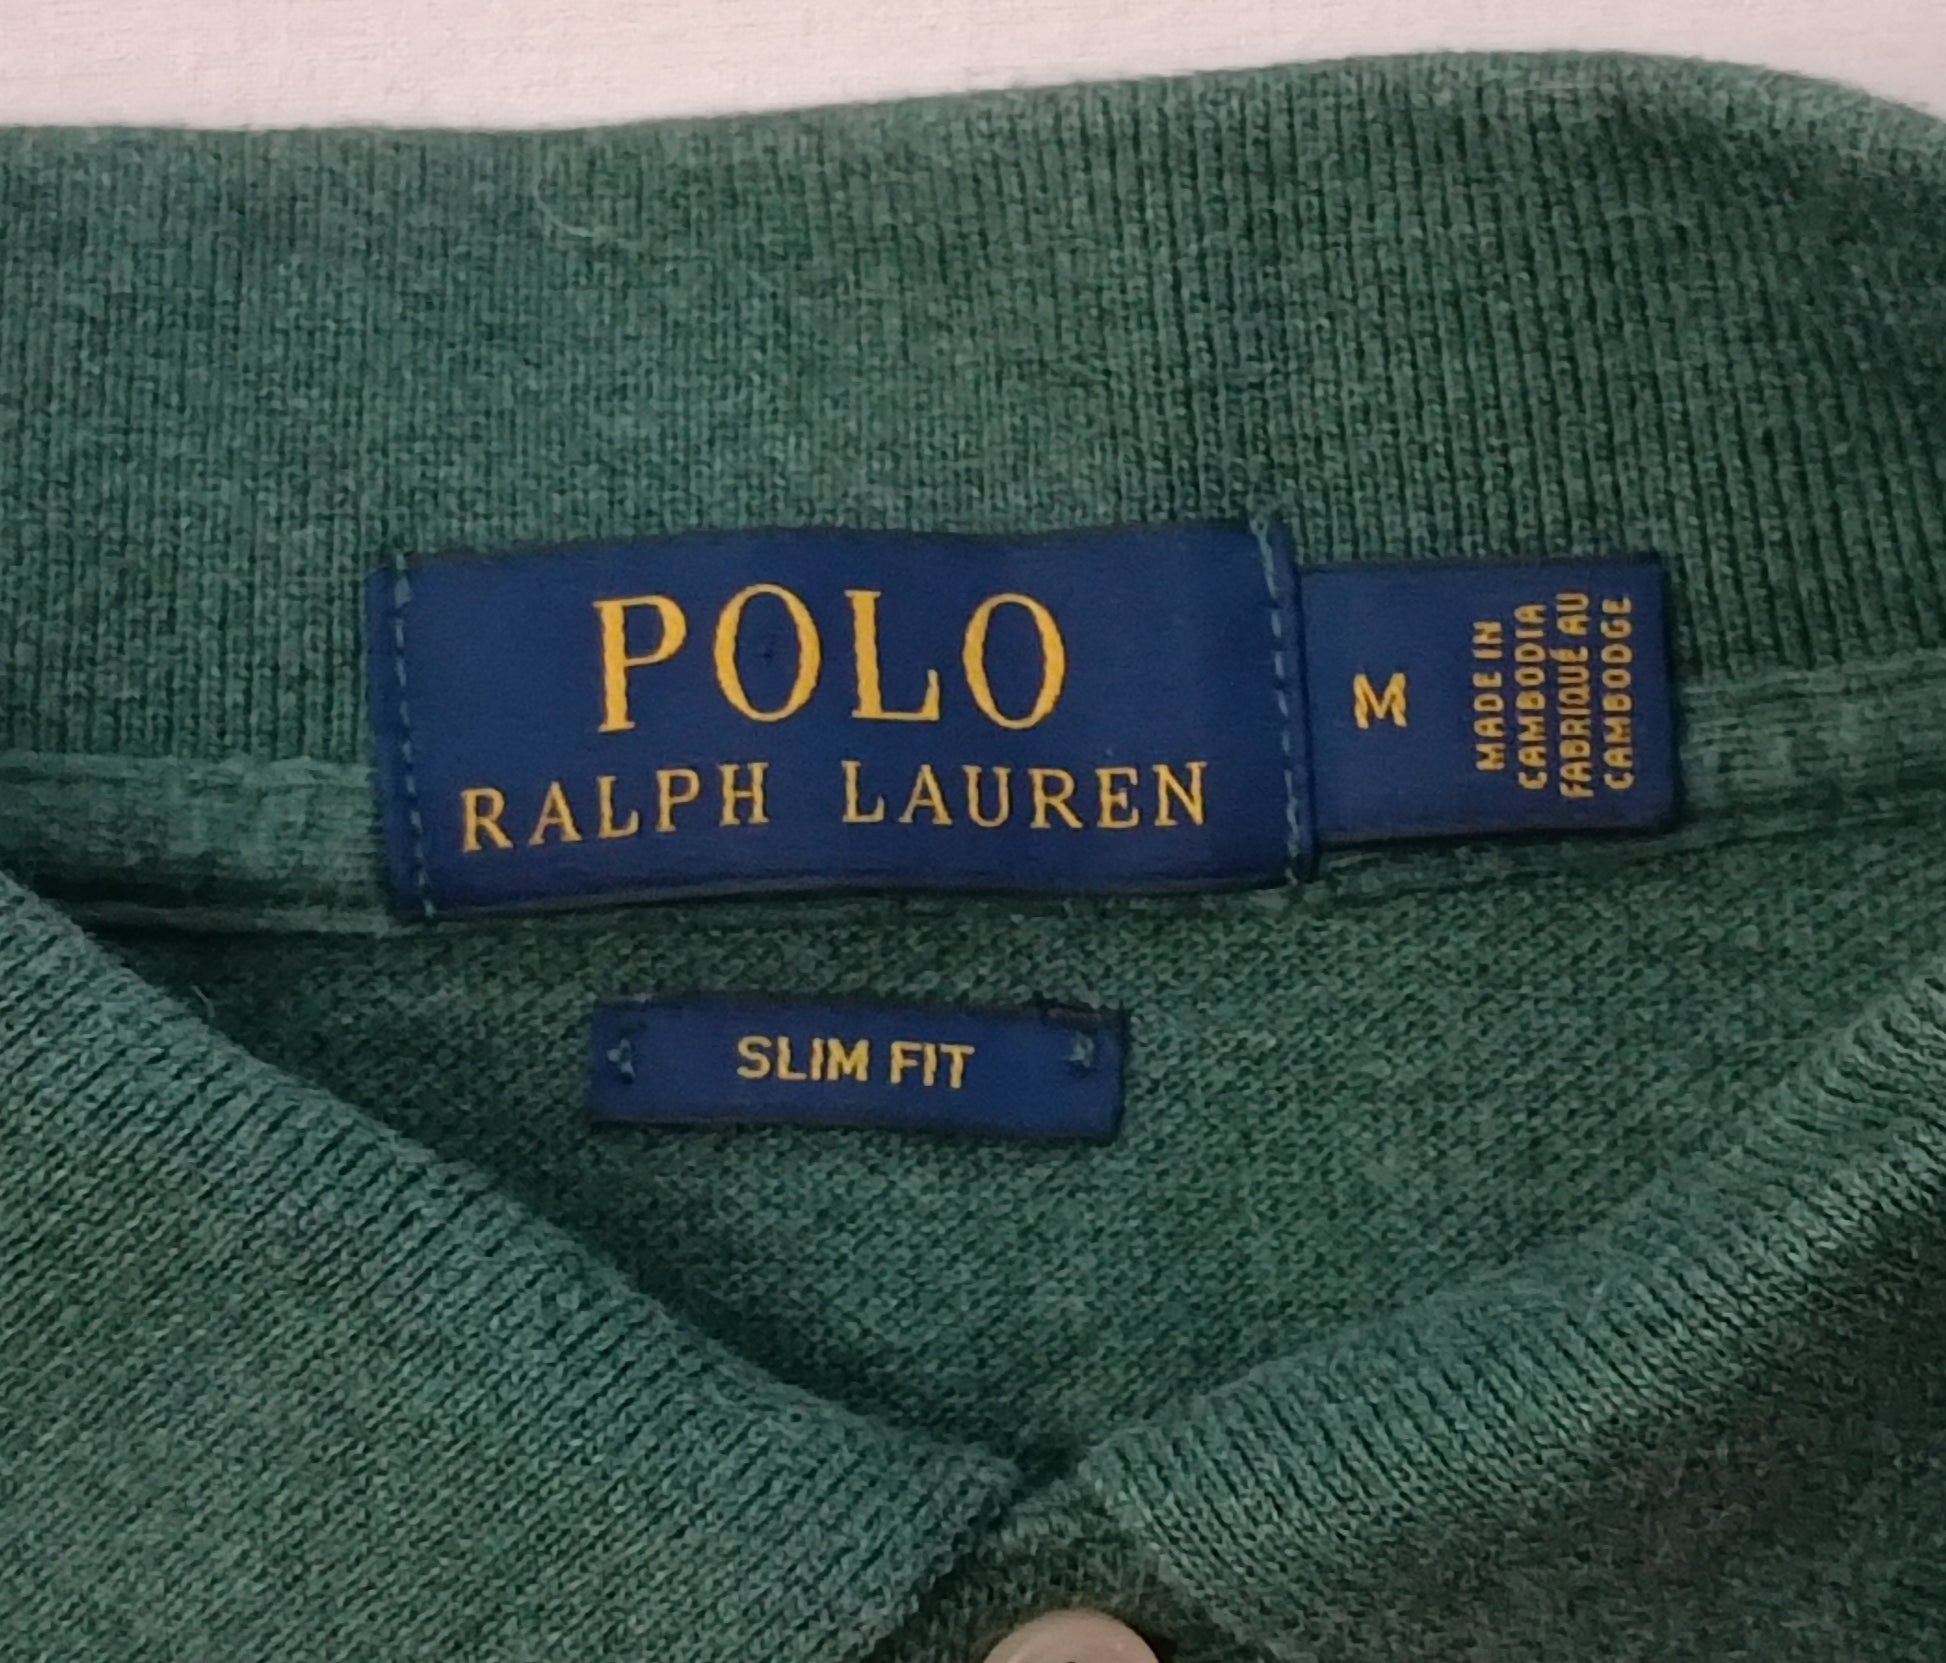 POLO
RALPH LAUREN
M
MADE IN
CAMBODIA
FABRIQUÉ AU
CAMBODGE
SLIM FIT